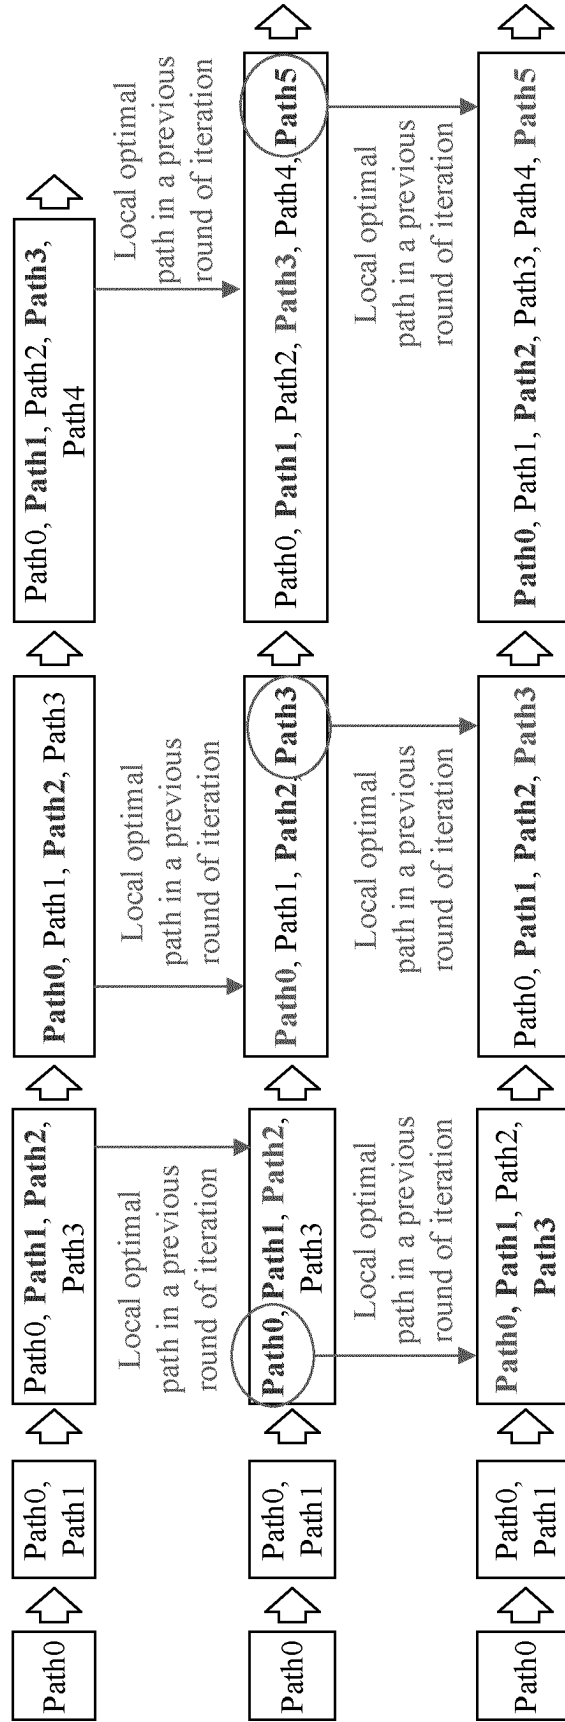 Path0
Path0,
Path1
Path0, Path1, Path2,
Path3
Path0, Path1, Path2, Path3
Path0, Path1, Path2, Path3,
Path4
Local optimal
path in a previous
round of iteration
Local optimal
path in a previous
round of iteration
Local optimal
path in a previous
round of iteration
Path0
Path0,
Path1
Path0, Path1, Path2,
Path3
Path0, Path1, Path2, Path3
Path0, Path1, Path2, Path3, Path4, Path5
Local optimal
path in a previous
round of iteration
Local optimal
path in a previous
round of iteration
Local optimal
path in a previous
round of iteration
Path0
Path0,
Path1
Path0, Path1, Path2,
Path3
Path0, Path1, Path2, Path3
Path0, Path1, Path2, Path3, Path4, Path5